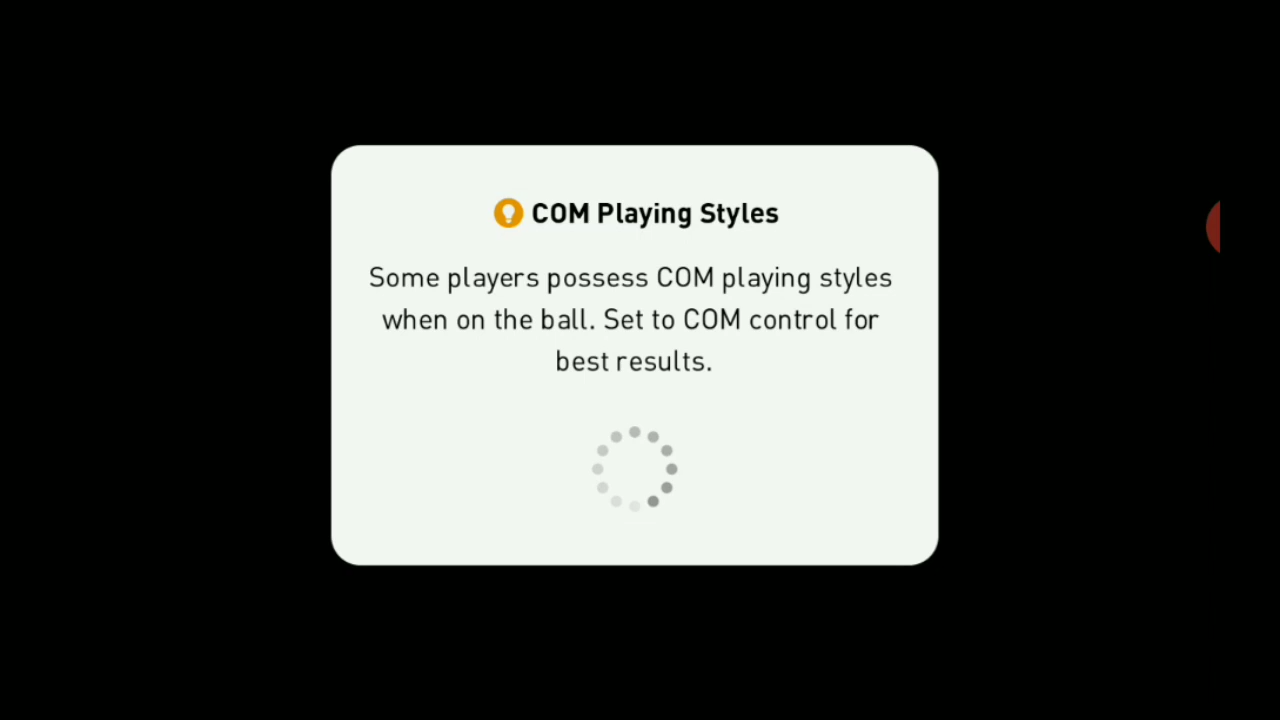 COM Playing Styles
Some players possess COM playing styles
when on the ball. Set to COM control for
best results.